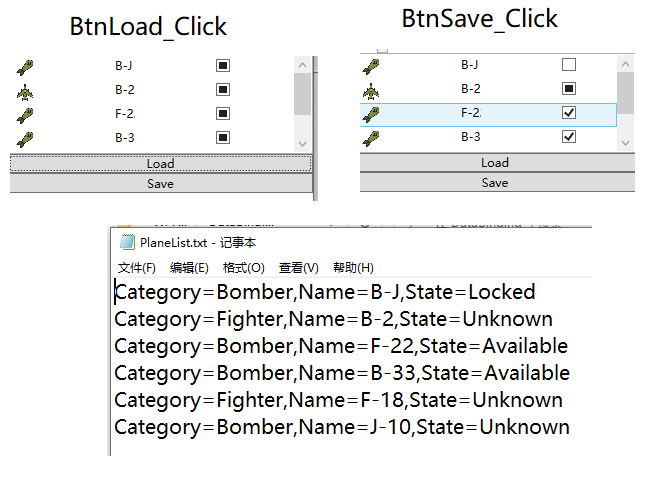 BtnLoad_Click
BtnSave_Click
B-J
B-2
F-2
B-3
Load
Save
B-J
B-2
F-2
B-3
Load
Save
PlaneList.txt - 记事本
文件(F) 编辑(E) 格式(O) 查看(V) 帮助(H)
Category=Bomber,Name=B-J,State=Locked
Category=Fighter,Name=B-2,State=Unknown
Category=Bomber,Name=F-22,State=Available
Category=Bomber,Name=B-33,State=Available
Category=Fighter,Name=F-18,State=Unknown
Category=Bomber,Name=J-10,State=Unknown